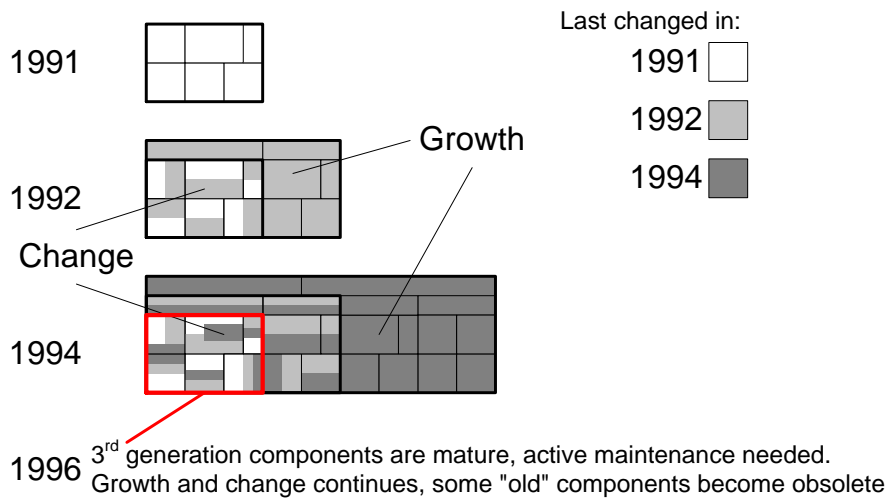 Last changed in:
1991
1991
1992
Growth
1994
1992
Change
1994
1996
3rd generation components are mature, active maintenance needed.
Growth and change continues, some "old" components become obsolete